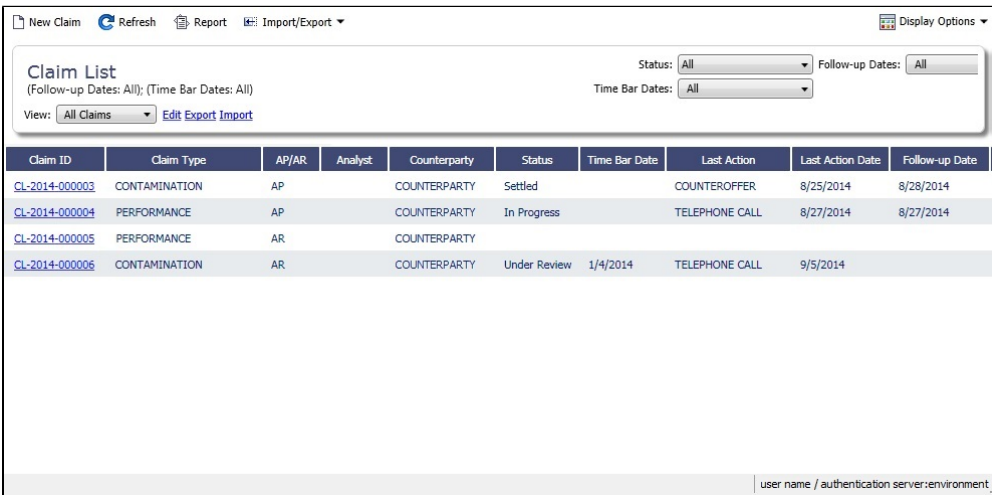 New Claim Refresh Report Import/Export Display Options
Claim List
(Follow-up Dates: All); (Time Bar Dates: All)
Status: All Follow-up Dates: All
Time Bar Dates: All
View: All Claims Edit Export Import
Claim ID Claim Type AP/AR Analyst Counterparty Status Time Bar Date Last Action Last Action Date Follow-up Date
CL-2014-000003 CONTAMINATION AP COUNTERPARTY Settled COUNTEROFFER 8/25/2014 8/28/2014
CL-2014-000004 PERFORMANCE AP COUNTERPARTY In Progress TELEPHONE CALL 8/27/2014 8/27/2014
CL-2014-000005 PERFORMANCE AR COUNTERPARTY
CL-2014-000006 CONTAMINATION AR COUNTERPARTY Under Review 1/4/2014 TELEPHONE CALL 9/5/2014
user name / authentication server:environment